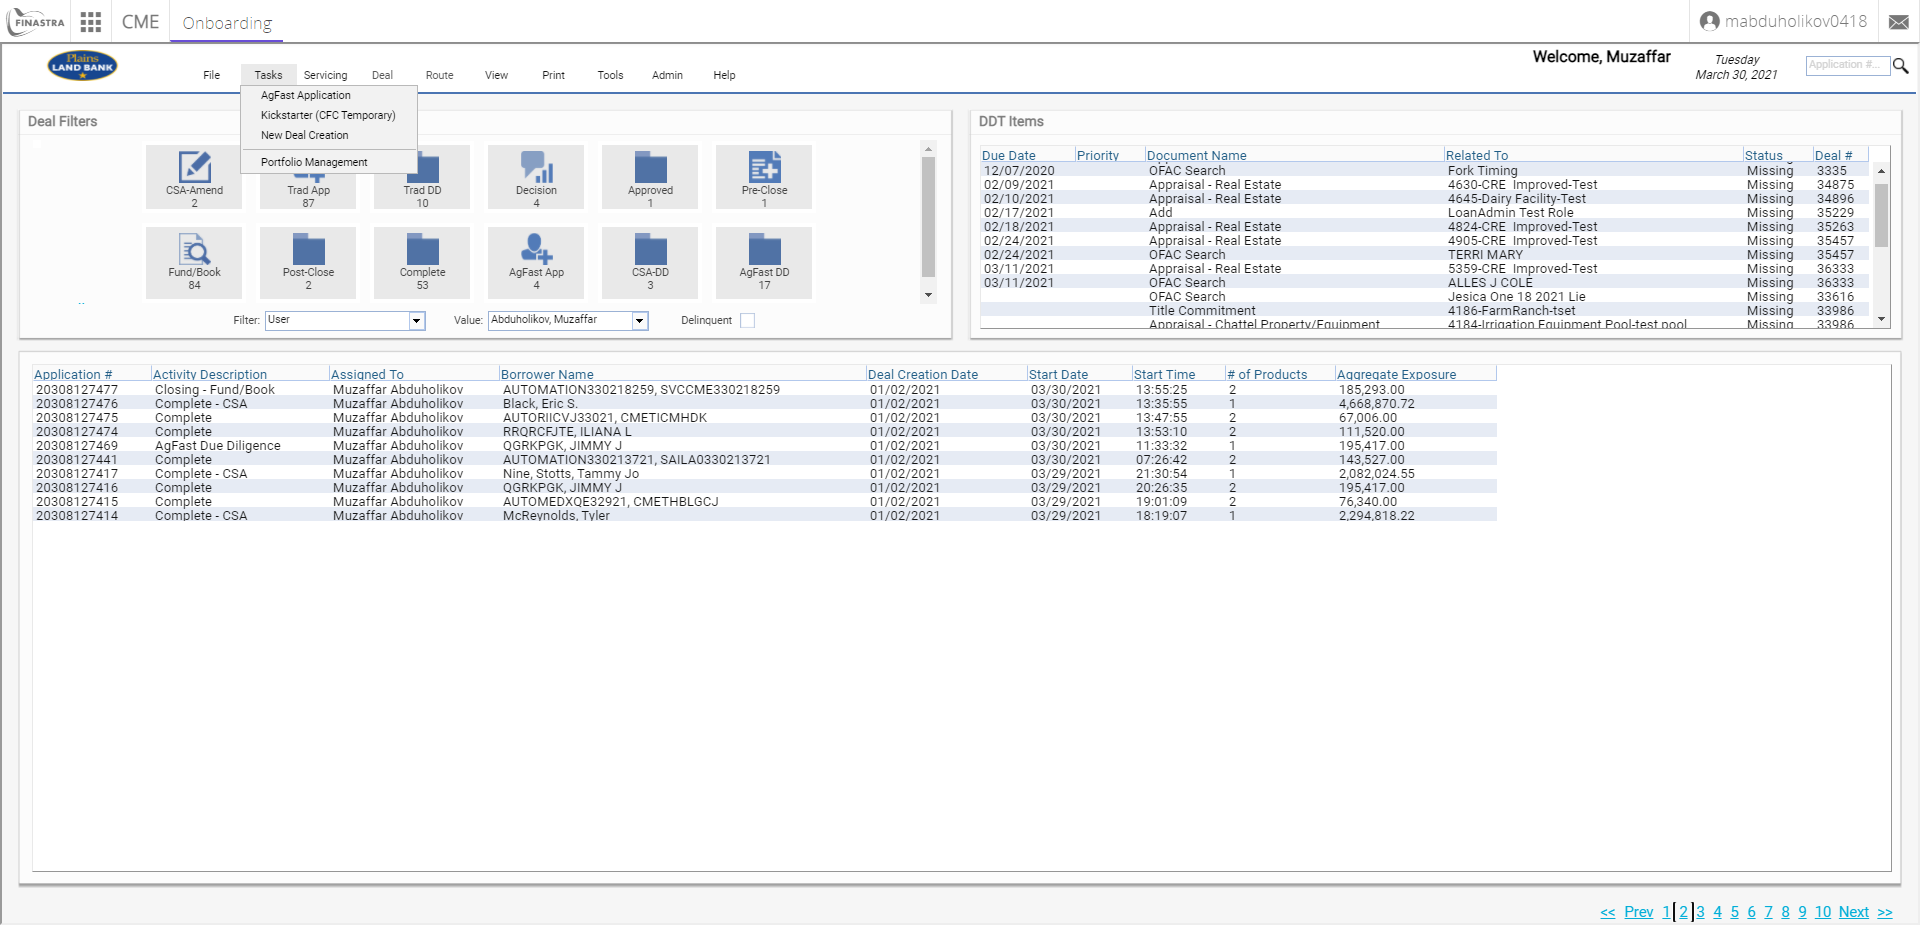 FINASTRA CME Onboarding mabduholikov0418
Plains LAND BANK
File Tasks Servicing Deal Route View Print Tools Admin Help
Welcome, Muzaffar
Tuesday
March 30, 2021
Application #...
AgFast Application
Kickstarter (CFC Temporary)
New Deal Creation
Portfolio Management
Deal Filters
CSA-Amend 2
Trad App 87
Trad DD 10
Decision 4
Approved 1
Pre-Close 1
Fund/Book 84
Post-Close 2
Complete 53
AgFast App 4
CSA-DD 3
AgFast DD 17
Filter: User Value: Abduholikov, Muzaffar Delinquent
DDT Items
Due Date Priority Document Name Related To Status Deal #
12/07/2020 OFAC Search Fork Timing Missing 3335
02/09/2021 Appraisal - Real Estate 4630-CRE Improved-Test Missing 34875
02/10/2021 Appraisal - Real Estate 4645-Dairy Facility-Test Missing 34896
02/17/2021 Add LoanAdmin Test Role Missing 35229
02/18/2021 Appraisal - Real Estate 4824-CRE Improved-Test Missing 35263
02/24/2021 Appraisal - Real Estate 4905-CRE Improved-Test Missing 35457
02/24/2021 OFAC Search TERRI MARY Missing 35457
03/11/2021 Appraisal - Real Estate 5359-CRE Improved-Test Missing 36333
03/11/2021 OFAC Search ALLES J COLE Missing 36333
OFAC Search Jesica One 18 2021 Lie Missing 33616
Title Commitment 4186-FarmRanch-tset Missing 33986
Appraisal - Chattel Property/Equipment 4184-Irrigation Equipment Pool-test pool Missing 33986
Application # Activity Description Assigned To Borrower Name Deal Creation Date Start Date Start Time # of Products Aggregate Exposure
20308127477 Closing - Fund/Book Muzaffar Abduholikov AUTOMATION330218259, SVCCME330218259 01/02/2021 03/30/2021 13:55:25 2 185,293.00
20308127476 Complete - CSA Muzaffar Abduholikov Black, Eric S. 01/02/2021 03/30/2021 13:35:55 1 4,668,870.72
20308127475 Complete Muzaffar Abduholikov AUTORIICVJ33021, CMETICMHDK 01/02/2021 03/30/2021 13:47:55 2 67,006.00
20308127474 Complete Muzaffar Abduholikov RRQRCFJTE, ILIANA L 01/02/2021 03/30/2021 13:53:10 2 111,520.00
20308127469 AgFast Due Diligence Muzaffar Abduholikov QGRKPGK, JIMMY J 01/02/2021 03/30/2021 11:33:32 1 195,417.00
20308127441 Complete Muzaffar Abduholikov AUTOMATION330213721, SAILA0330213721 01/02/2021 03/30/2021 07:26:42 2 143,527.00
20308127417 Complete - CSA Muzaffar Abduholikov Nine, Stotts, Tammy Jo 01/02/2021 03/29/2021 21:30:54 1 2,082,024.55
20308127416 Complete Muzaffar Abduholikov QGRKPGK, JIMMY J 01/02/2021 03/29/2021 20:26:35 2 195,417.00
20308127415 Complete Muzaffar Abduholikov AUTOMEDXQE32921, CMETHBLGCJ 01/02/2021 03/29/2021 19:01:09 2 76,340.00
20308127414 Complete - CSA Muzaffar Abduholikov McReynolds, Tyler 01/02/2021 03/29/2021 18:19:07 1 2,294,818.22
<< Prev 1 [2] 3 4 5 6 7 8 9 10 Next >>